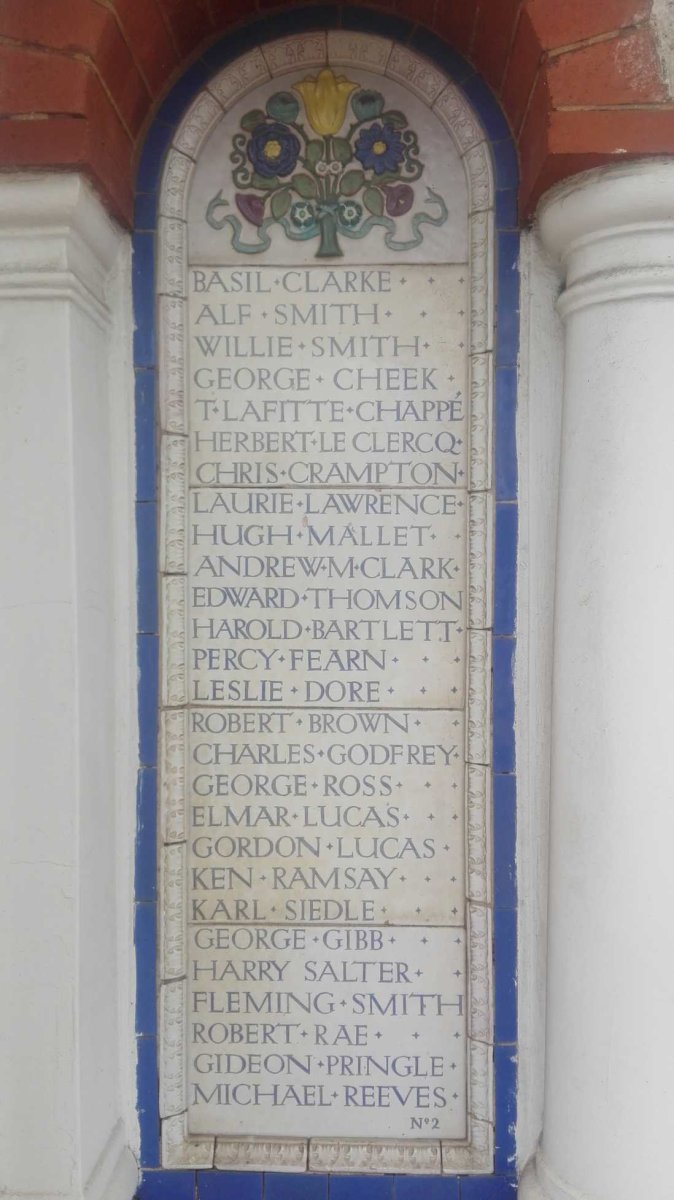 BASIL·CLARKE · · ·
ALF·SMITH · · ·
WILLIE·SMITH· ·
GEORGE·CHEEK ·
T·LAFITTE·CHAPPÉ
HERBERT·LE CLERCQ·
CHRIS·CRAMPTON·
LAURIE·LAWRENCE·
HUGH·MALLET· ·
ANDREW·M·CLARK·
EDWARD·THOMSON
HAROLD·BARTLETT·
PERCY·FEARN · · ·
LESLIE·DORE · · ·
ROBERT·BROWN· ·
CHARLES·GODFREY·
GEORGE·ROSS· · ·
ELMAR·LUCAS· · ·
GORDON·LUCAS · ·
KEN·RAMSAY· · ·
KARL·SIEDLE· · ·
GEORGE·GIBB· · ·
HARRY SALTER· ·
FLEMING·SMITH
ROBERT·RAE · · ·
GIDEON·PRINGLE·
MICHAEL·REEVES·
Nº2